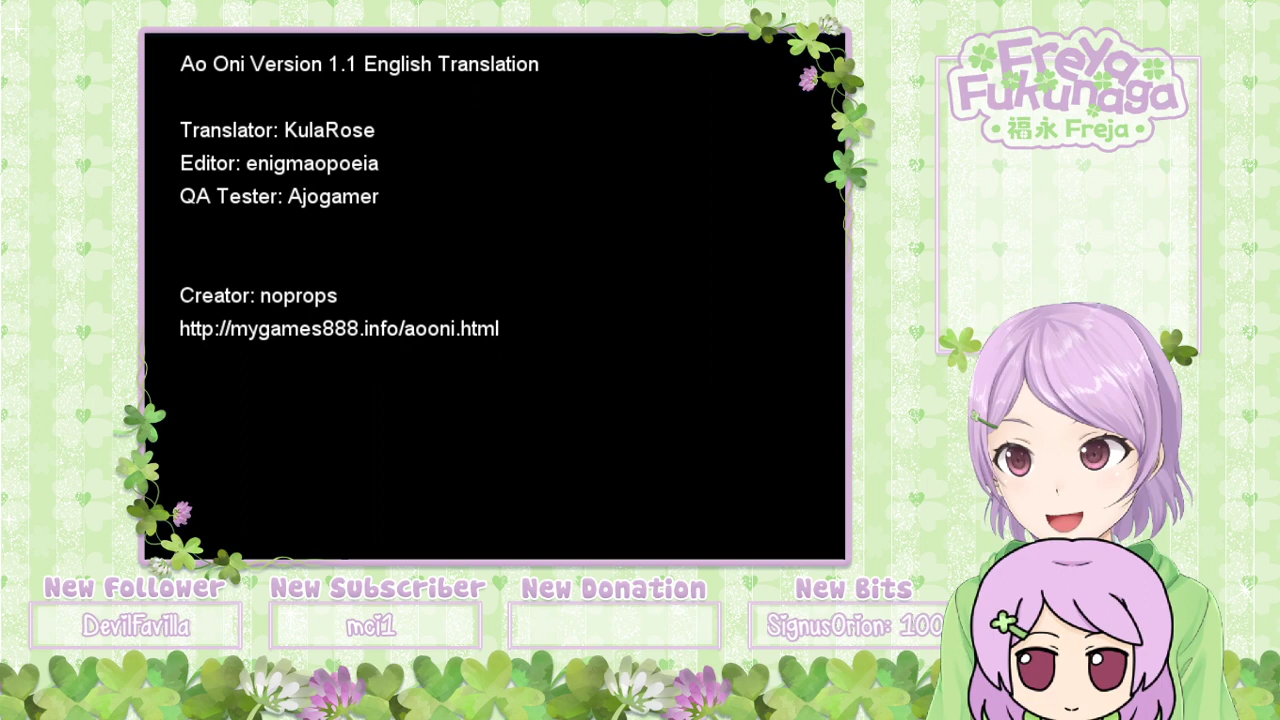 Ao Oni Version 1.1 English Translation
Translator: KulaRose
Editor: enigmaopoeia
QA Tester: Ajogamer
Creator: noprops
http://mygames888.info/aooni.html
Freya
Fukunaga
•福永 Freja•
New Follower
DevilFavilla
New Subscriber
mci1
New Donation
New Bits
SignusOrion: 100